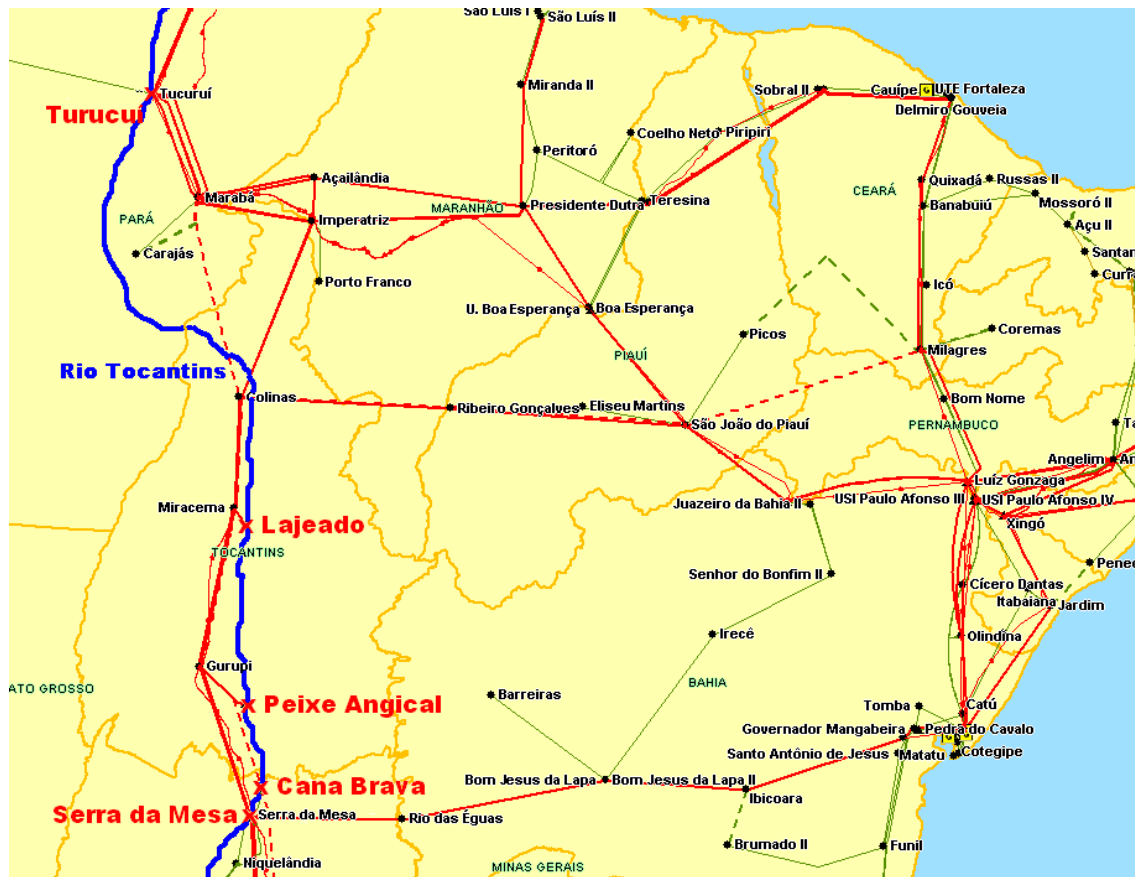 São Luís I
São Luís II
Tucuruí
Turucuí
Miranda II
Sobral II
Cauípe
G
UTE Fortaleza
Delmiro Gouveia
Coelho Neto
Piripiri
Peritoró
Açailândia
Marabá
PARÁ
Imperatriz
MARANHÃO
Presidente Dutra
Teresina
CEARÁ
Quixadá
Russas II
Banabuiú
Mossoró II
Açu II
Carajás
Santan
Curra
Porto Franco
Icó
U. Boa Esperança
Boa Esperança
Picos
Coremas
PIAUÍ
Milagres
Rio Tocantins
Colinas
Ribeiro Gonçalves
Eliseu Martins
Bom Nome
São João do Piauí
PERNAMBUCO
Ta
Angelim
An
Luíz Gonzaga
Miracema
Juazeiro da Bahia II
USI Paulo Afonso III
USI Paulo Afonso IV
Lajeado
Xingó
TOCANTINS
Senhor do Bonfim II
Pened
Cícero Dantas
Itabaiana
Jardim
Irecê
Olindina
Gurupi
ATO GROSSO
BAHIA
Barreiras
Peixe Angical
Tomba
Catú
Governador Mangabeira
Pedra do Cavalo
Santo Antônio de Jesus
Matatu
Cotegipe
Cana Brava
Bom Jesus da Lapa
Bom Jesus da Lapa II
Ibicoara
Serra da Mesa
Serra da Mesa
Rio das Éguas
Brumado II
Funil
Niquelândia
MINAS GERAIS